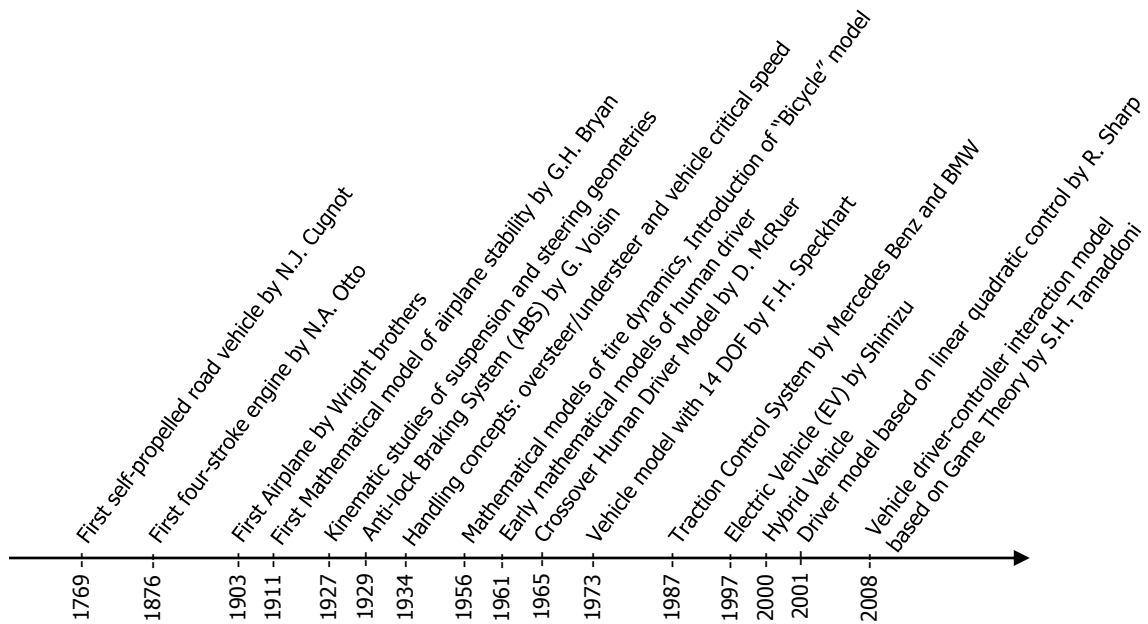 First self-propelled road vehicle by N.J. Cugnot
First four-stroke engine by N.A. Otto
First Airplane by Wright brothers
First Mathematical model of airplane stability by G.H. Bryan
Kinematic studies of suspension and steering geometries
Anti-lock Braking System (ABS) by G. Voisin
Handling concepts: oversteer/understeer and vehicle critical speed
Mathematical models of tire dynamics, Introduction of “Bicycle” model
Early mathematical models of human driver
Crossover Human Driver Model by D. McRuer
Vehicle model with 14 DOF by F.H. Speckhart
Traction Control System by Mercedes Benz and BMW
Electric Vehicle (EV) by Shimizu
Hybrid Vehicle
Driver model based on linear quadratic control by R. Sharp
Vehicle driver-controller interaction model
based on Game Theory by S.H. Tamaddoni
1769
1876
1903
1911
1927
1929
1934
1956
1961
1965
1973
1987
1997
2000
2001
2008